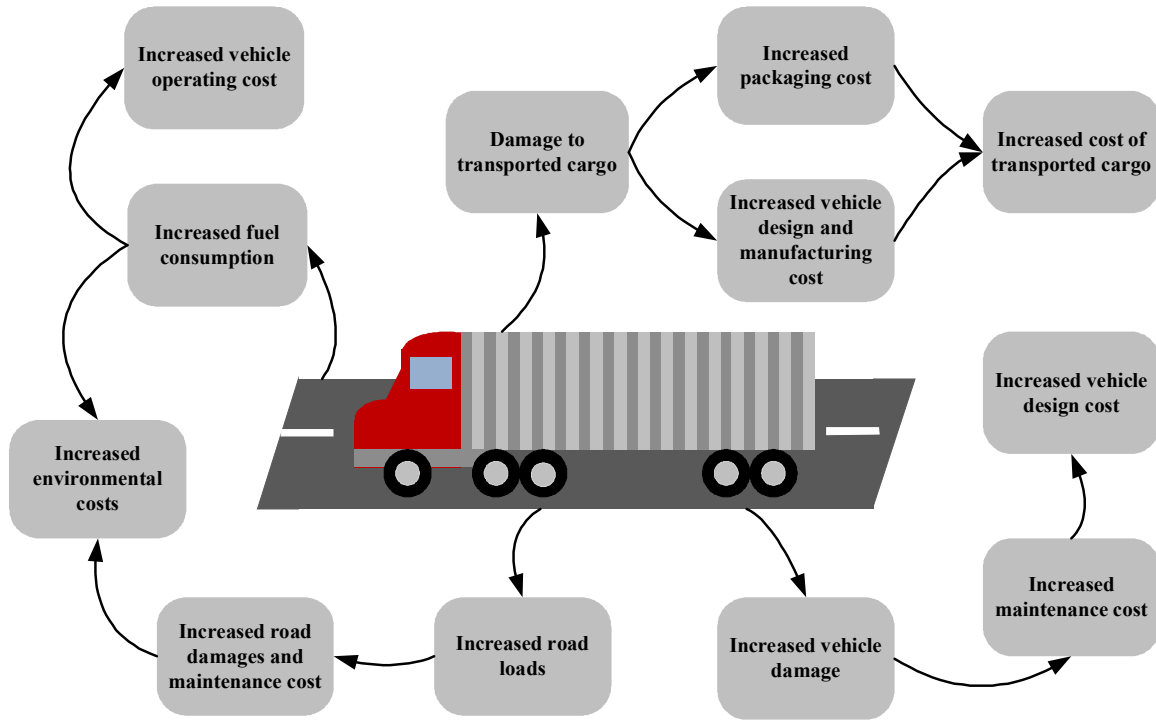 Increased vehicle
operating cost
Increased
packaging cost
Damage to
transported cargo
Increased cost of
transported cargo
Increased fuel
consumption
Increased vehicle
design and
manufacturing
cost
Increased vehicle
design cost
Increased
environmental
costs
Increased road
damages and
maintenance cost
Increased road
loads
Increased vehicle
damage
Increased
maintenance cost